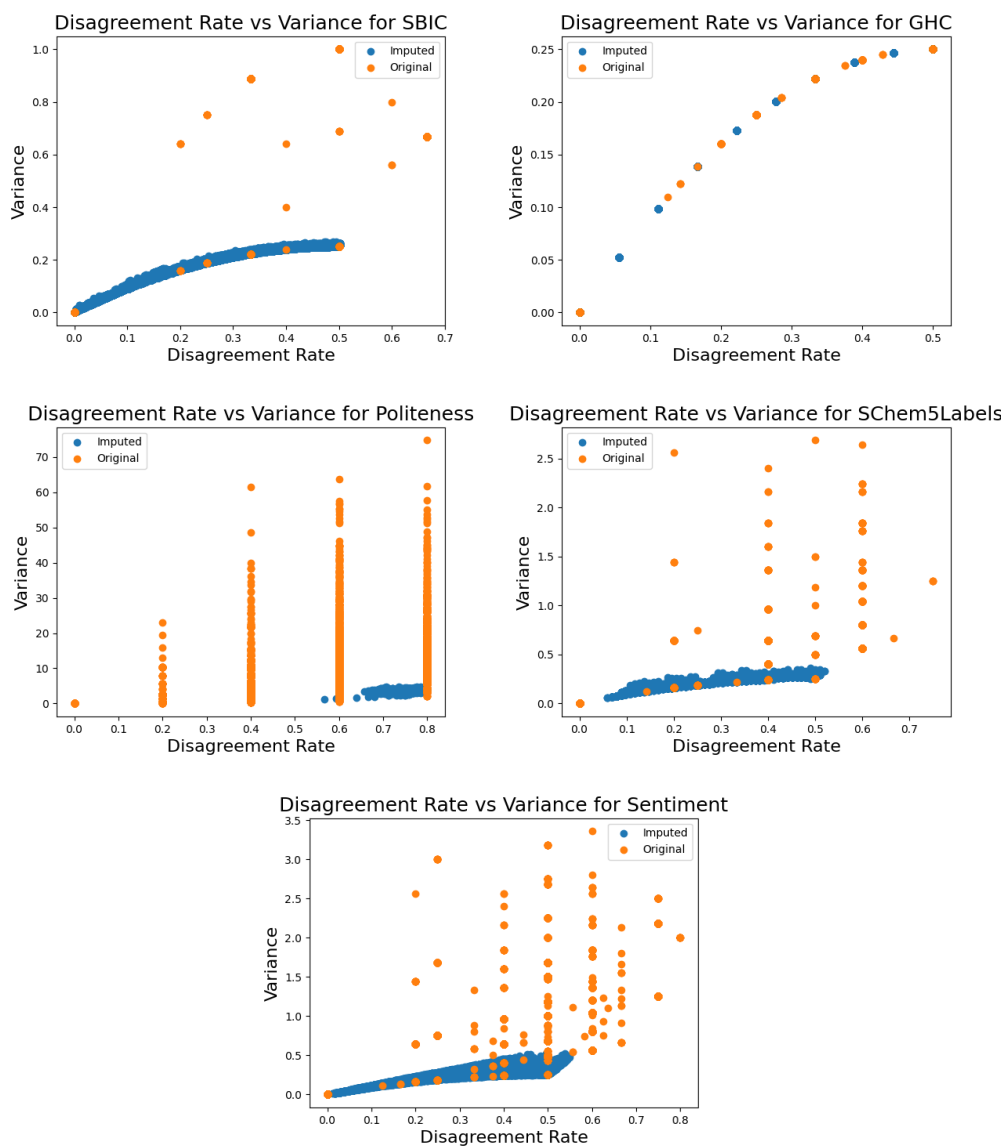 Disagreement Rate vs Variance for SBIC
Variance
1.0
0.8
0.6
0.4
0.2
0.0
Imputed
Original
0.0 0.1 0.2 0.3 0.4 0.5 0.6 0.7
Disagreement Rate
Disagreement Rate vs Variance for GHC
Variance
0.25
0.20
0.15
0.10
0.05
0.00
Imputed
Original
0.0 0.1 0.2 0.3 0.4 0.5
Disagreement Rate
Disagreement Rate vs Variance for Politeness
Variance
70
60
50
40
30
20
10
0
Imputed
Original
0.0 0.1 0.2 0.3 0.4 0.5 0.6 0.7 0.8
Disagreement Rate
Disagreement Rate vs Variance for SChem5Labels
Variance
2.5
2.0
1.5
1.0
0.5
0.0
Imputed
Original
0.0 0.1 0.2 0.3 0.4 0.5 0.6 0.7
Disagreement Rate
Disagreement Rate vs Variance for Sentiment
Variance
3.5
3.0
2.5
2.0
1.5
1.0
0.5
0.0
Imputed
Original
0.0 0.1 0.2 0.3 0.4 0.5 0.6 0.7 0.8
Disagreement Rate